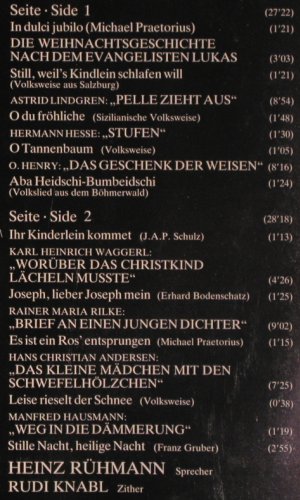 Seite · Side 1 (27'22)
In dulci jubilo (Michael Praetorius) (1'21)
DIE WEIHNACHTSGESCHICHTE
NACH DEM EVANGELISTEN LUKAS (3'03)
Still, weil's Kindlein schlafen will (1'21)
(Volksweise aus Salzburg)
ASTRID LINDGREN: „PELLE ZIEHT AUS“ (8'54)
O du fröhliche (Sizilianische Volksweise) (1'48)
HERMANN HESSE: „STUFEN“ (1'30)
O Tannenbaum (Volksweise) (1'05)
O. HENRY: „DAS GESCHENK DER WEISEN“ (8'16)
Aba Heidschi-Bumbeidschi (1'24)
(Volkslied aus dem Böhmerwald)
Seite · Side 2 (28'18)
Ihr Kinderlein kommet (J.A.P. Schulz) (1'13)
KARL HEINRICH WAGGERL:
„WORÜBER DAS CHRISTKIND
LÄCHELN MUSSTE“ (4'26)
Joseph, lieber Joseph mein (Erhard Bodenschatz) (1'25)
RAINER MARIA RILKE:
„BRIEF AN EINEN JUNGEN DICHTER“ (9'02)
Es ist ein Ros' entsprungen (Michael Praetorius) (1'15)
HANS CHRISTIAN ANDERSEN:
„DAS KLEINE MÄDCHEN MIT DEN
SCHWEFELHÖLZCHEN“ (7'25)
Leise rieselt der Schnee (Volksweise) (0'38)
MANFRED HAUSMANN:
„WEG IN DIE DÄMMERUNG“ (1'19)
Stille Nacht, heilige Nacht (Franz Gruber) (2'55)
HEINZ RÜHMANN Sprecher
RUDI KNABL Zither